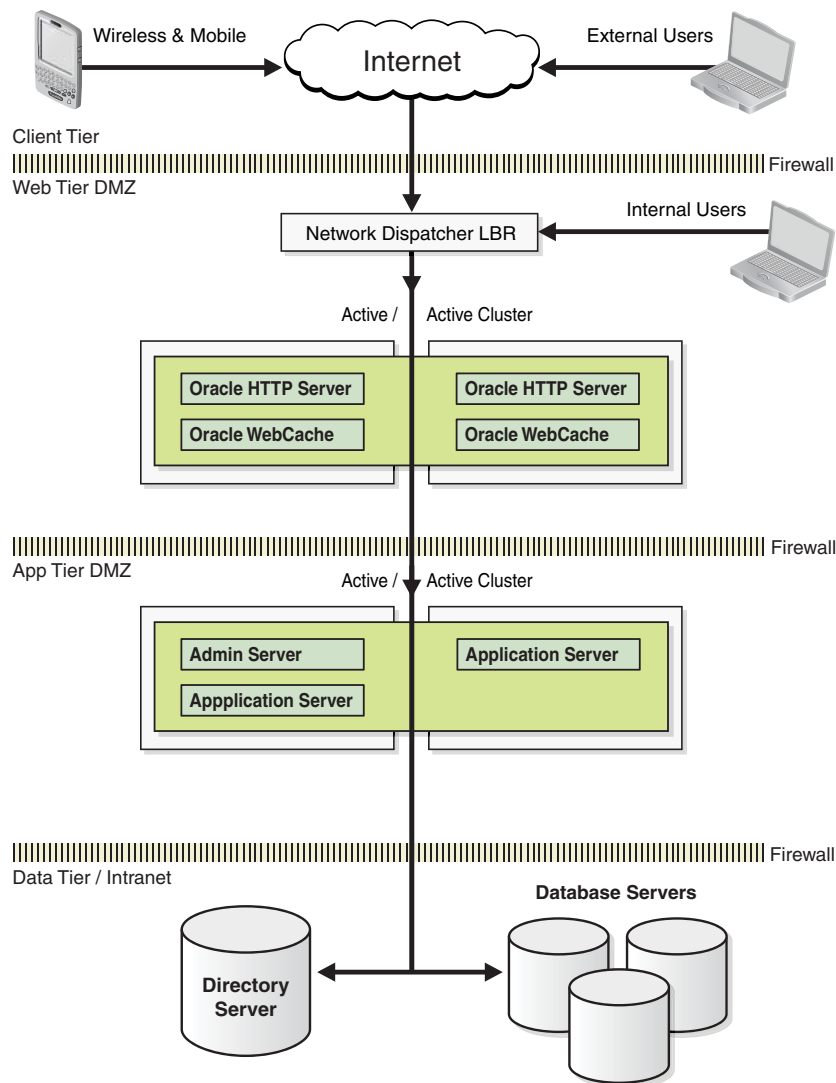 Wireless & Mobile
External Users
Internet
Client Tier
Firewall
Web Tier DMZ
Internal Users
Network Dispatcher LBR
Active / Active Cluster
Oracle HTTP Server
Oracle HTTP Server
Oracle WebCache
Oracle WebCache
Firewall
App Tier DMZ
Active / Active Cluster
Admin Server
Application Server
Appplication Server
Firewall
Data Tier / Intranet
Database Servers
Directory
Server